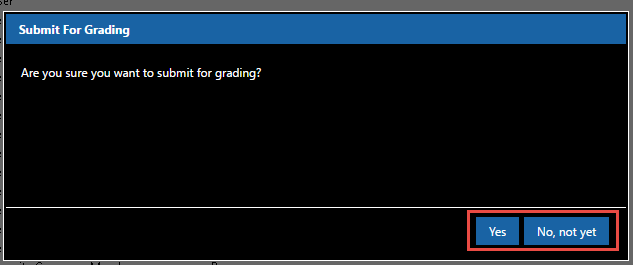 Submit For Grading
Are you sure you want to submit for grading?
Yes
No, not yet